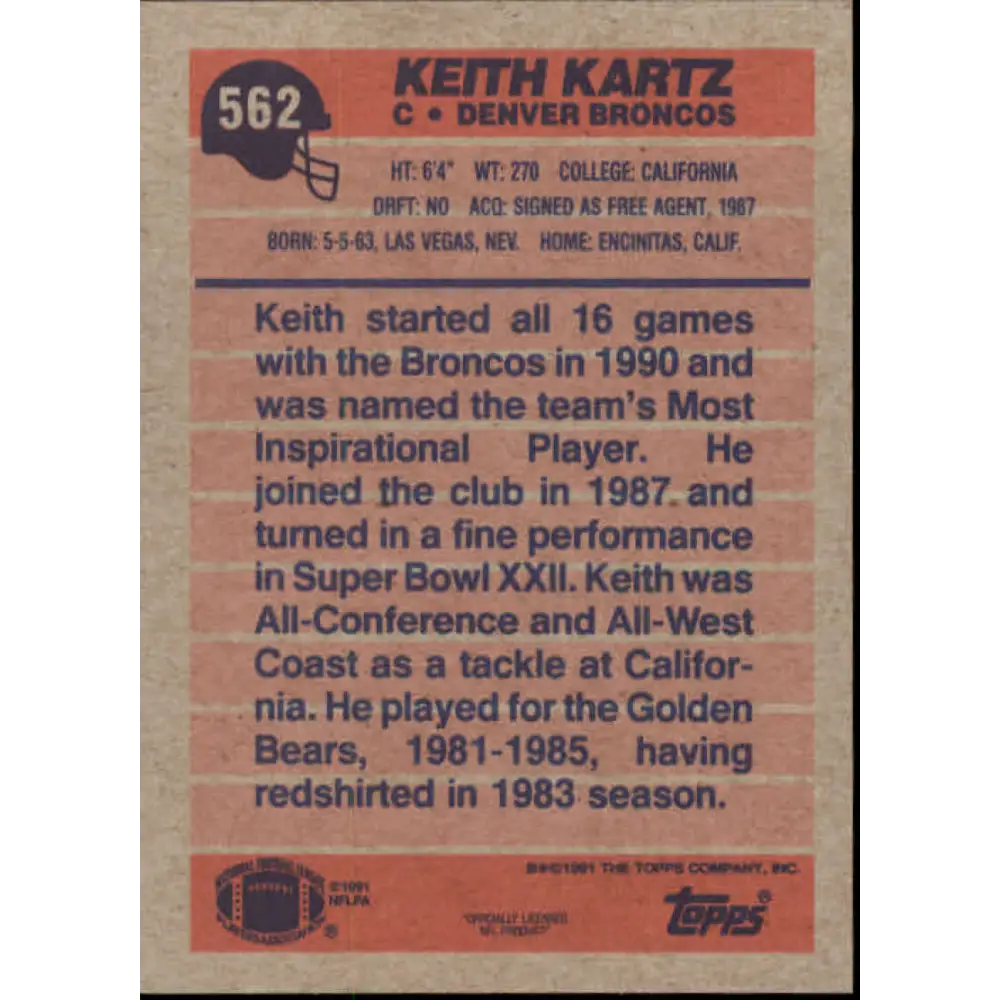 562
KEITH KARTZ
C • DENVER BRONCOS
HT: 6'4" WT: 270 COLLEGE: CALIFORNIA
DRFT: NO ACQ: SIGNED AS FREE AGENT, 1987
BORN: 5-5-63, LAS VEGAS, NEV. HOME: ENCINITAS, CALIF.
Keith started all 16 games
with the Broncos in 1990 and
was named the team's Most
Inspirational Player. He
joined the club in 1987 and
turned in a fine performance
in Super Bowl XXII. Keith was
All-Conference and All-West
Coast as a tackle at Califor-
nia. He played for the Golden
Bears, 1981-1985, having
redshirted in 1983 season.
©1991 THE TOPPS COMPANY, INC.
©1991
NFLPA
®
topps®
*OFFICIALLY LICENSED
NFL PRODUCT*